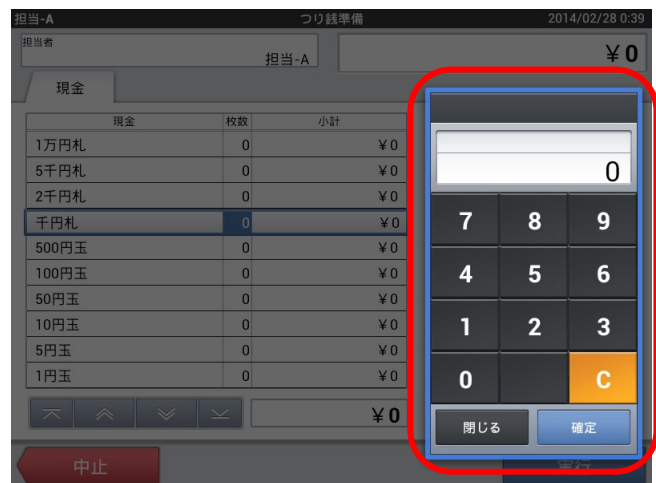 担当-A つり銭準備 2014/02/28 0:39
担当者
担当-A
¥0
現金
現金 枚数 小計
1万円札 0 ¥0
5千円札 0 ¥0
2千円札 0 ¥0
千円札 0 ¥0
500円玉 0 ¥0
100円玉 0 ¥0
50円玉 0 ¥0
10円玉 0 ¥0
5円玉 0 ¥0
1円玉 0 ¥0
¥0
0
7 8 9
4 5 6
1 2 3
0 C
閉じる 確定
中止 実行